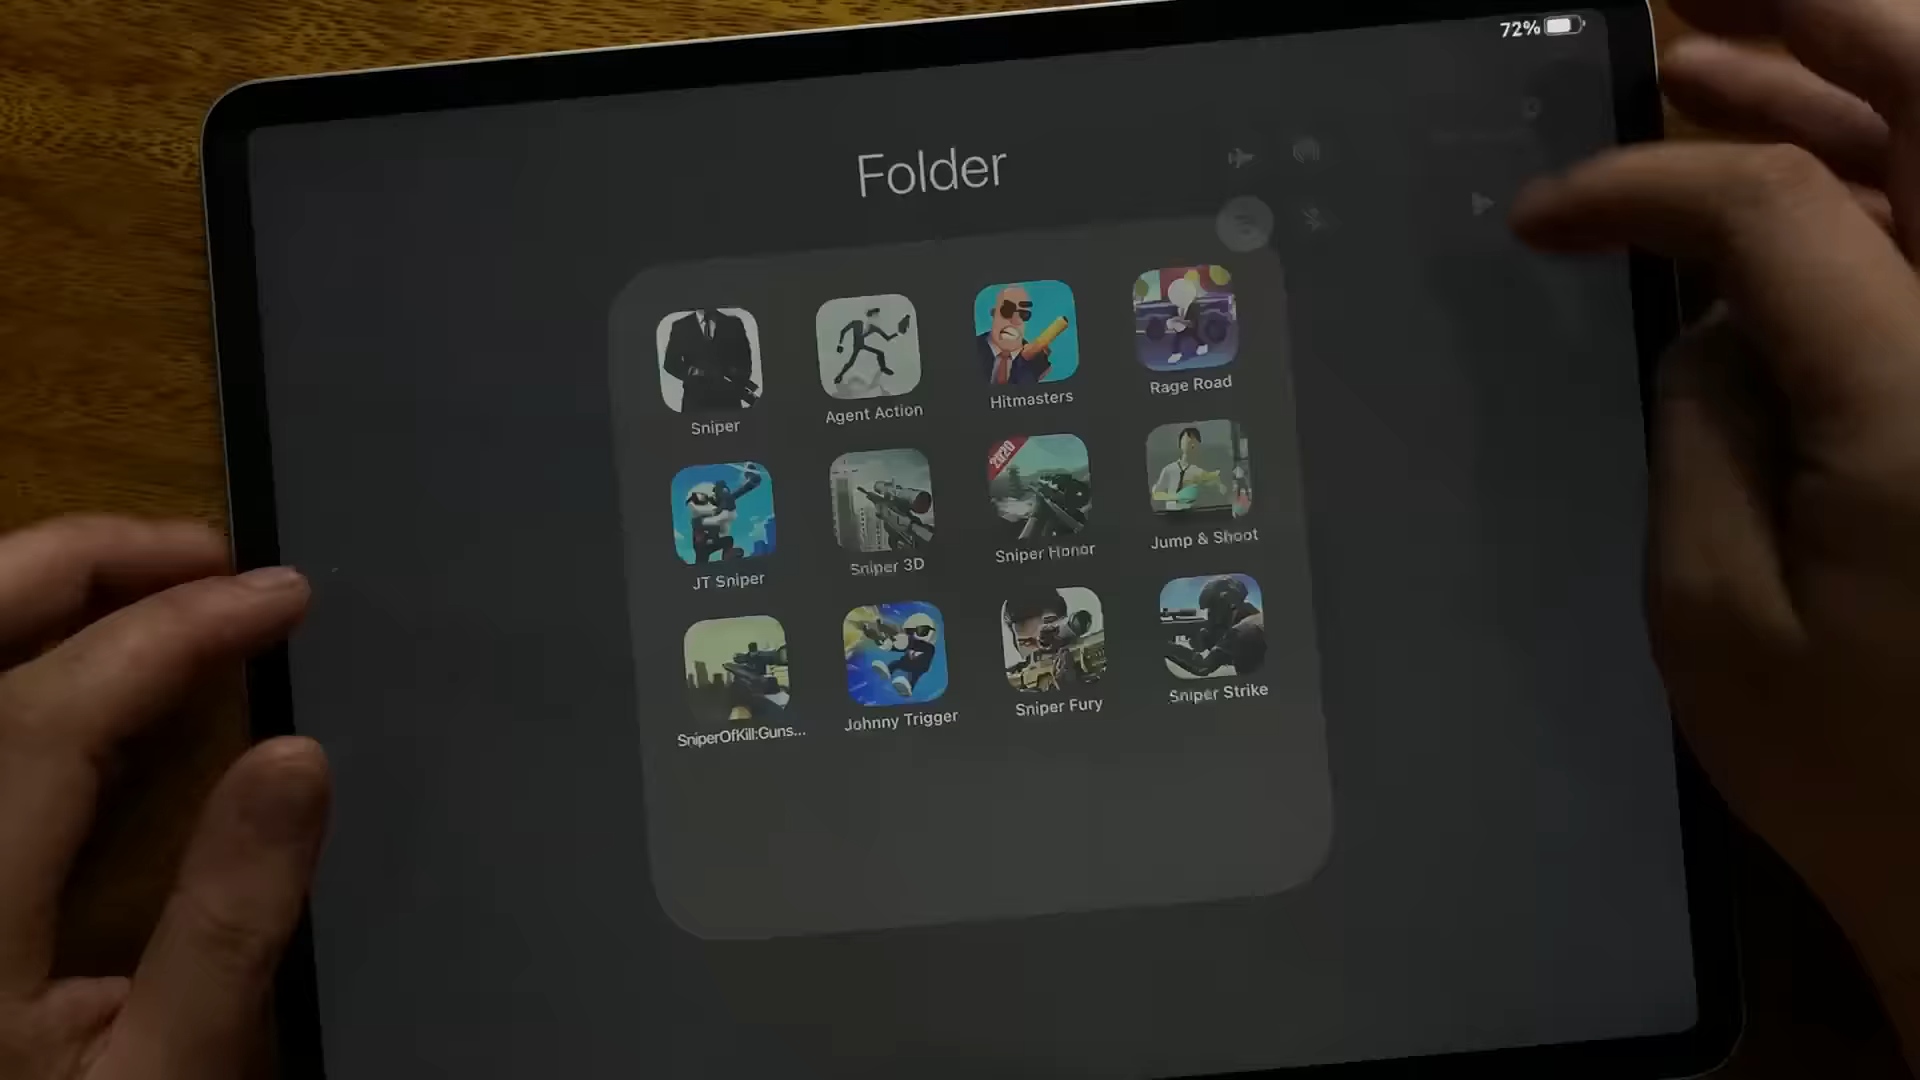 72%
Folder
Sniper
Agent Action
Hitmasters
Rage Road
JT Sniper
Sniper 3D
2020
Sniper Honor
Jump & Shoot
SniperOfKill:Guns...
Johnny Trigger
Sniper Fury
Sniper Strike